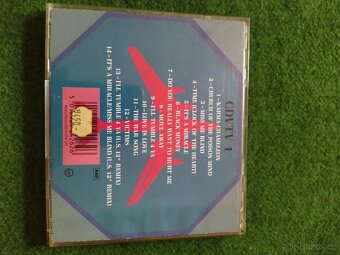 CDVTY 1
1 - KARMA CHAMELEON
2 - CHURCH OF THE POISON MIND
3 - MISS ME BLIND
4 - TIME (CLOCK OF THE HEART)
5 - IT'S A MIRACLE
6 - BLACK MONEY
7 - DO YOU REALLY WANT TO HURT ME
8 - MOVE AWAY
9 - I'LL TUMBLE 4 YA
10 - LOVE IS LOVE
11 - THE WAR SONG
12 - VICTIMS
13 - I'LL TUMBLE 4 YA (U.S. 12" REMIX)
14 - IT'S A MIRACLE/MISS ME BLIND (U.S. 12" REMIX)
AAD